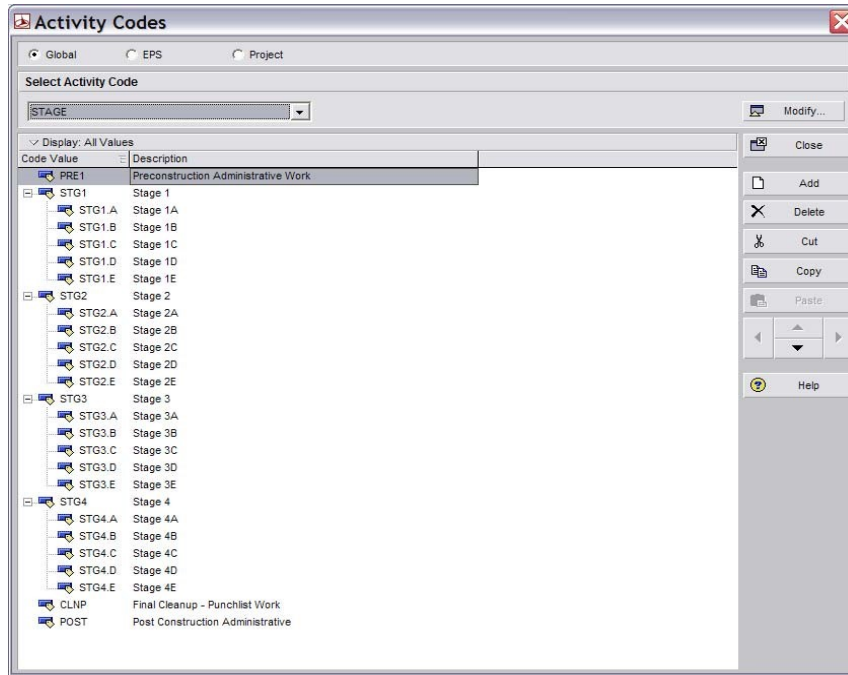 Activity Codes
Global EPS Project
Select Activity Code
STAGE
Modify...
Display: All Values
Close
Code Value Description
PRE1 Preconstruction Administrative Work
Add
STG1 Stage 1
STG1.A Stage 1A
Delete
STG1.B Stage 1B
STG1.C Stage 1C
Cut
STG1.D Stage 1D
STG1.E Stage 1E
Copy
STG2 Stage 2
Paste
STG2.A Stage 2A
STG2.B Stage 2B
STG2.C Stage 2C
STG2.D Stage 2D
STG2.E Stage 2E
Help
STG3 Stage 3
STG3.A Stage 3A
STG3.B Stage 3B
STG3.C Stage 3C
STG3.D Stage 3D
STG3.E Stage 3E
STG4 Stage 4
STG4.A Stage 4A
STG4.B Stage 4B
STG4.C Stage 4C
STG4.D Stage 4D
STG4.E Stage 4E
CLNP Final Cleanup - Punchlist Work
POST Post Construction Administrative